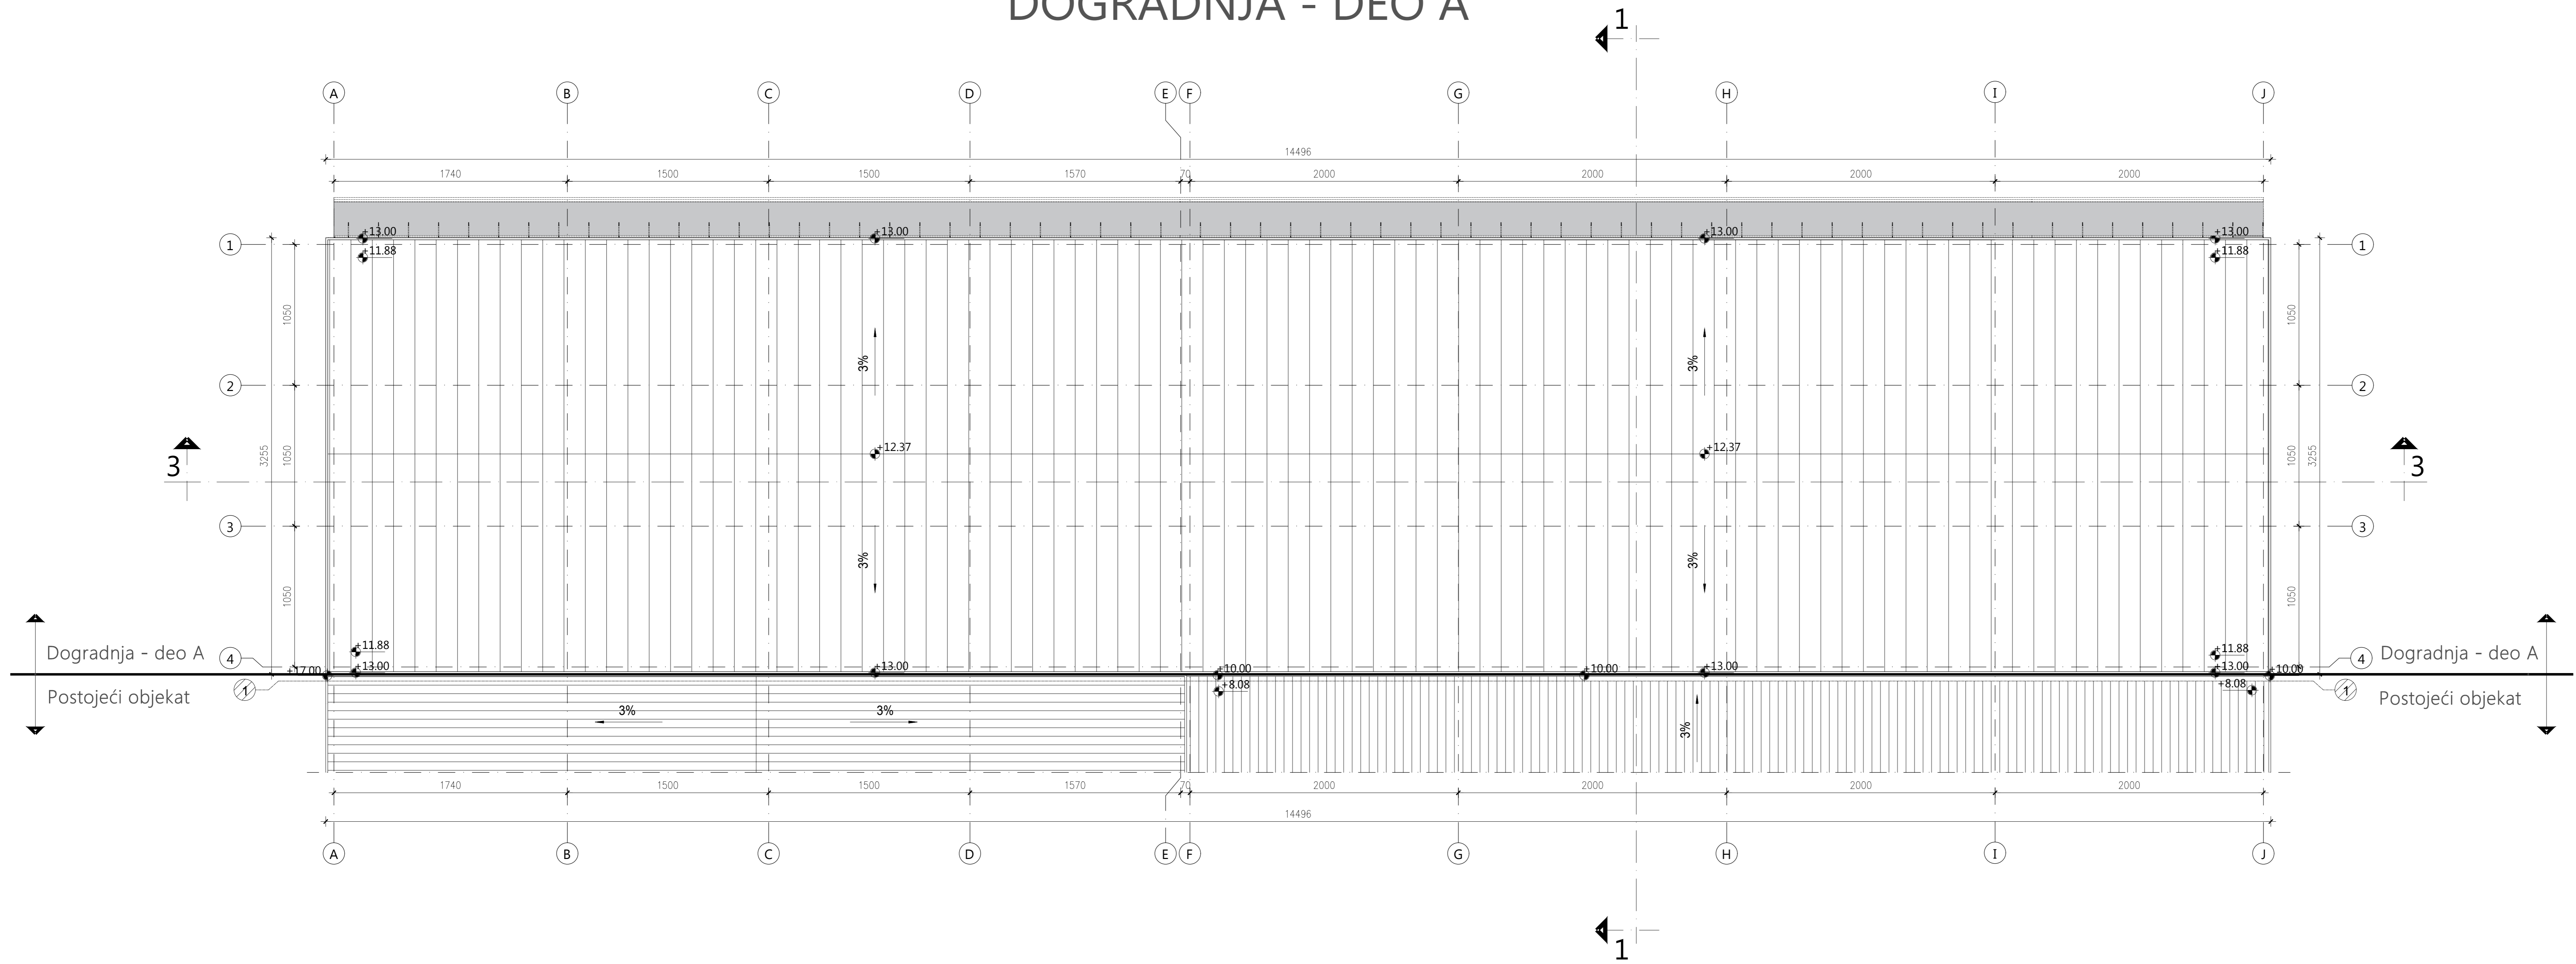 DOGRADNJA - DEO A
1
A B C D E F G H I J
14496
1740 1500 1500 1570 70 2000 2000 2000 2000
+13.00 +13.00 +13.00 +13.00
1 1
+11.88 +11.88
1050 1050
3% 3%
2 2
+12.37 +12.37
3 3255 1050 1050 3255 3
3 3
3% 3%
1050 1050
+11.88 +11.88
Dogradnja - deo A 4 4 Dogradnja - deo A
+17.00 +13.00 +13.00 +10.00 +10.00 +13.00 +13.00 +10.00
+8.08 +8.08
Postojeći objekat 1 1 Postojeći objekat
3% 3% 3%
1740 1500 1500 1570 70 2000 2000 2000 2000
14496
A B C D E F G H I J
1